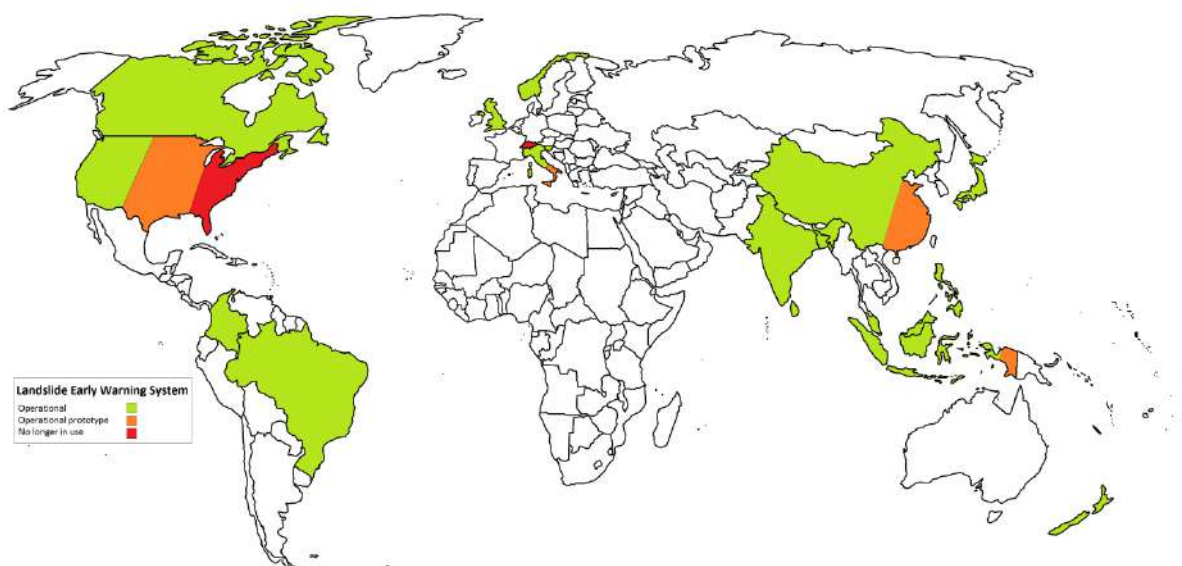 Landslide Early Warning System
Operational
Operational prototype
No longer in use